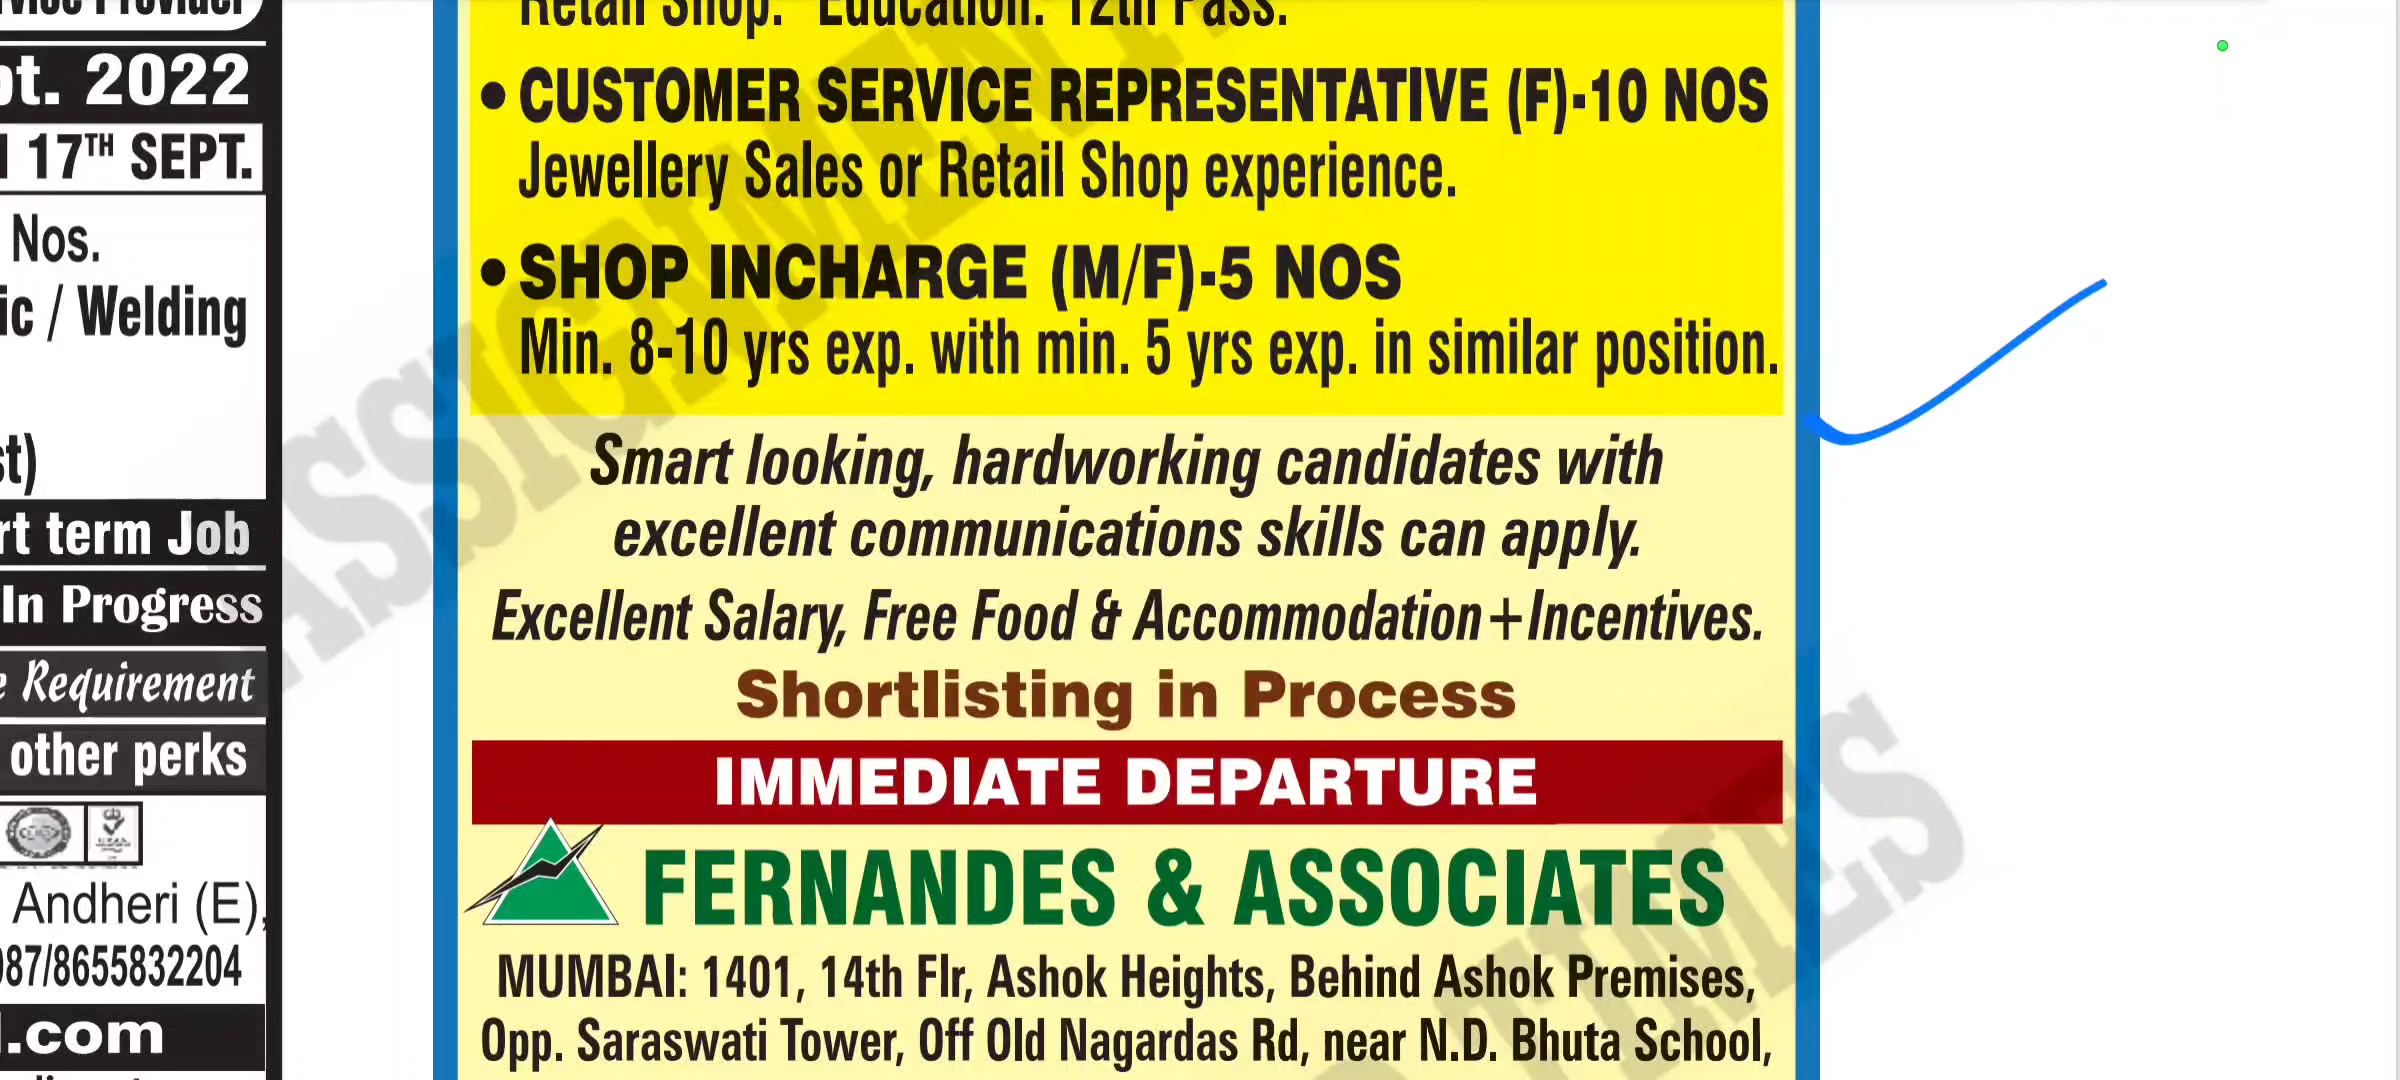 Retail Shop. Education: 12th Pass.
• CUSTOMER SERVICE REPRESENTATIVE (F)-10 NOS
Jewellery Sales or Retail Shop experience.
• SHOP INCHARGE (M/F)-5 NOS
Min. 8-10 yrs exp. with min. 5 yrs exp. in similar position.
Smart looking, hardworking candidates with
excellent communications skills can apply.
Excellent Salary, Free Food & Accommodation+Incentives.
Shortlisting in Process
IMMEDIATE DEPARTURE
FERNANDES & ASSOCIATES
MUMBAI: 1401, 14th Flr, Ashok Heights, Behind Ashok Premises,
Opp. Saraswati Tower, Off Old Nagardas Rd, near N.D. Bhuta School,
2022
17TH SEPT.
Nos.
/ Welding
term Job
In Progress
Requirement
other perks
Andheri (E),
87/8655832204
.com
ASSIGNMENT
TIMES